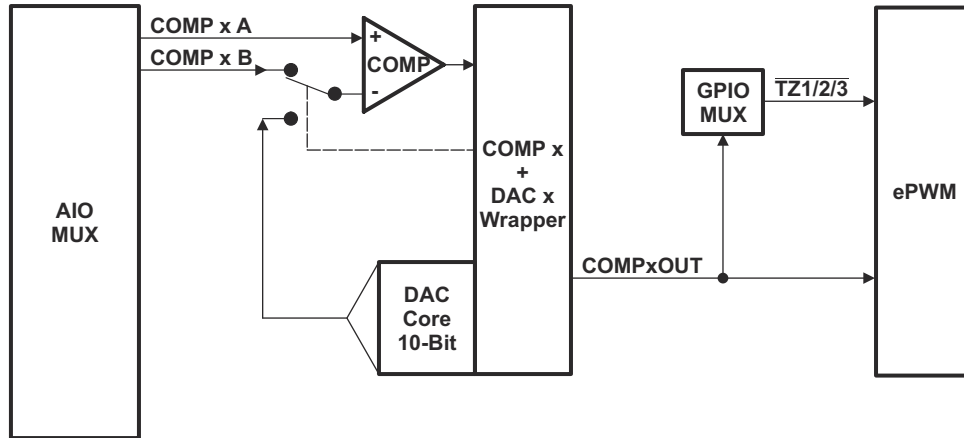 COMP x A
COMP x B
+
COMP
-
AIO
MUX
COMP x
+
DAC x
Wrapper
DAC
Core
10-Bit
COMPxOUT
GPIO
MUX
TZ1/2/3
ePWM